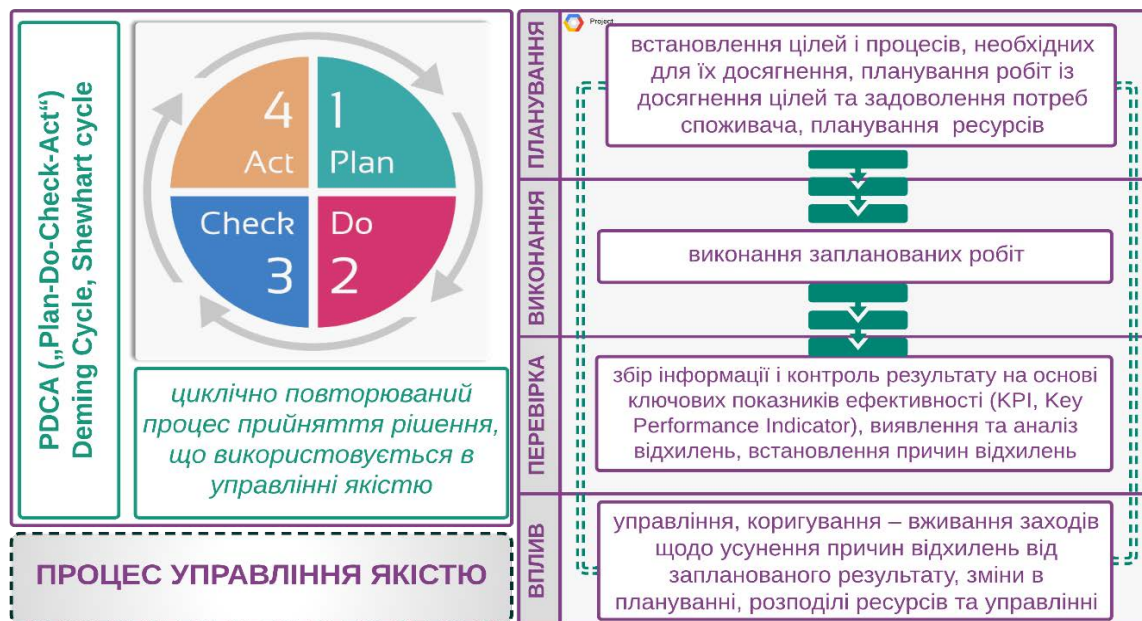 PDCA („Plan-Do-Check-Act“)
Deming Cycle, Shewhart cycle
4
Act
1
Plan
Check
3
Do
2
циклічно повторюваний
процес прийняття рішення,
що використовується в
управлінні якістю
ПРОЦЕС УПРАВЛІННЯ ЯКІСТЮ
Project
ПЛАНУВАННЯ
встановлення цілей і процесів, необхідних
для їх досягнення, планування робіт із
досягнення цілей та задоволення потреб
споживача, планування ресурсів
ВИКОНАННЯ
виконання запланованих робіт
ПЕРЕВІРКА
збір інформації і контроль результату на основі
ключових показників ефективності (KPI, Key
Performance Indicator), виявлення та аналіз
відхилень, встановлення причин відхилень
ВПЛИВ
управління, коригування – вживання заходів
щодо усунення причин відхилень від
запланованого результату, зміни в
плануванні, розподілі ресурсів та управлінні